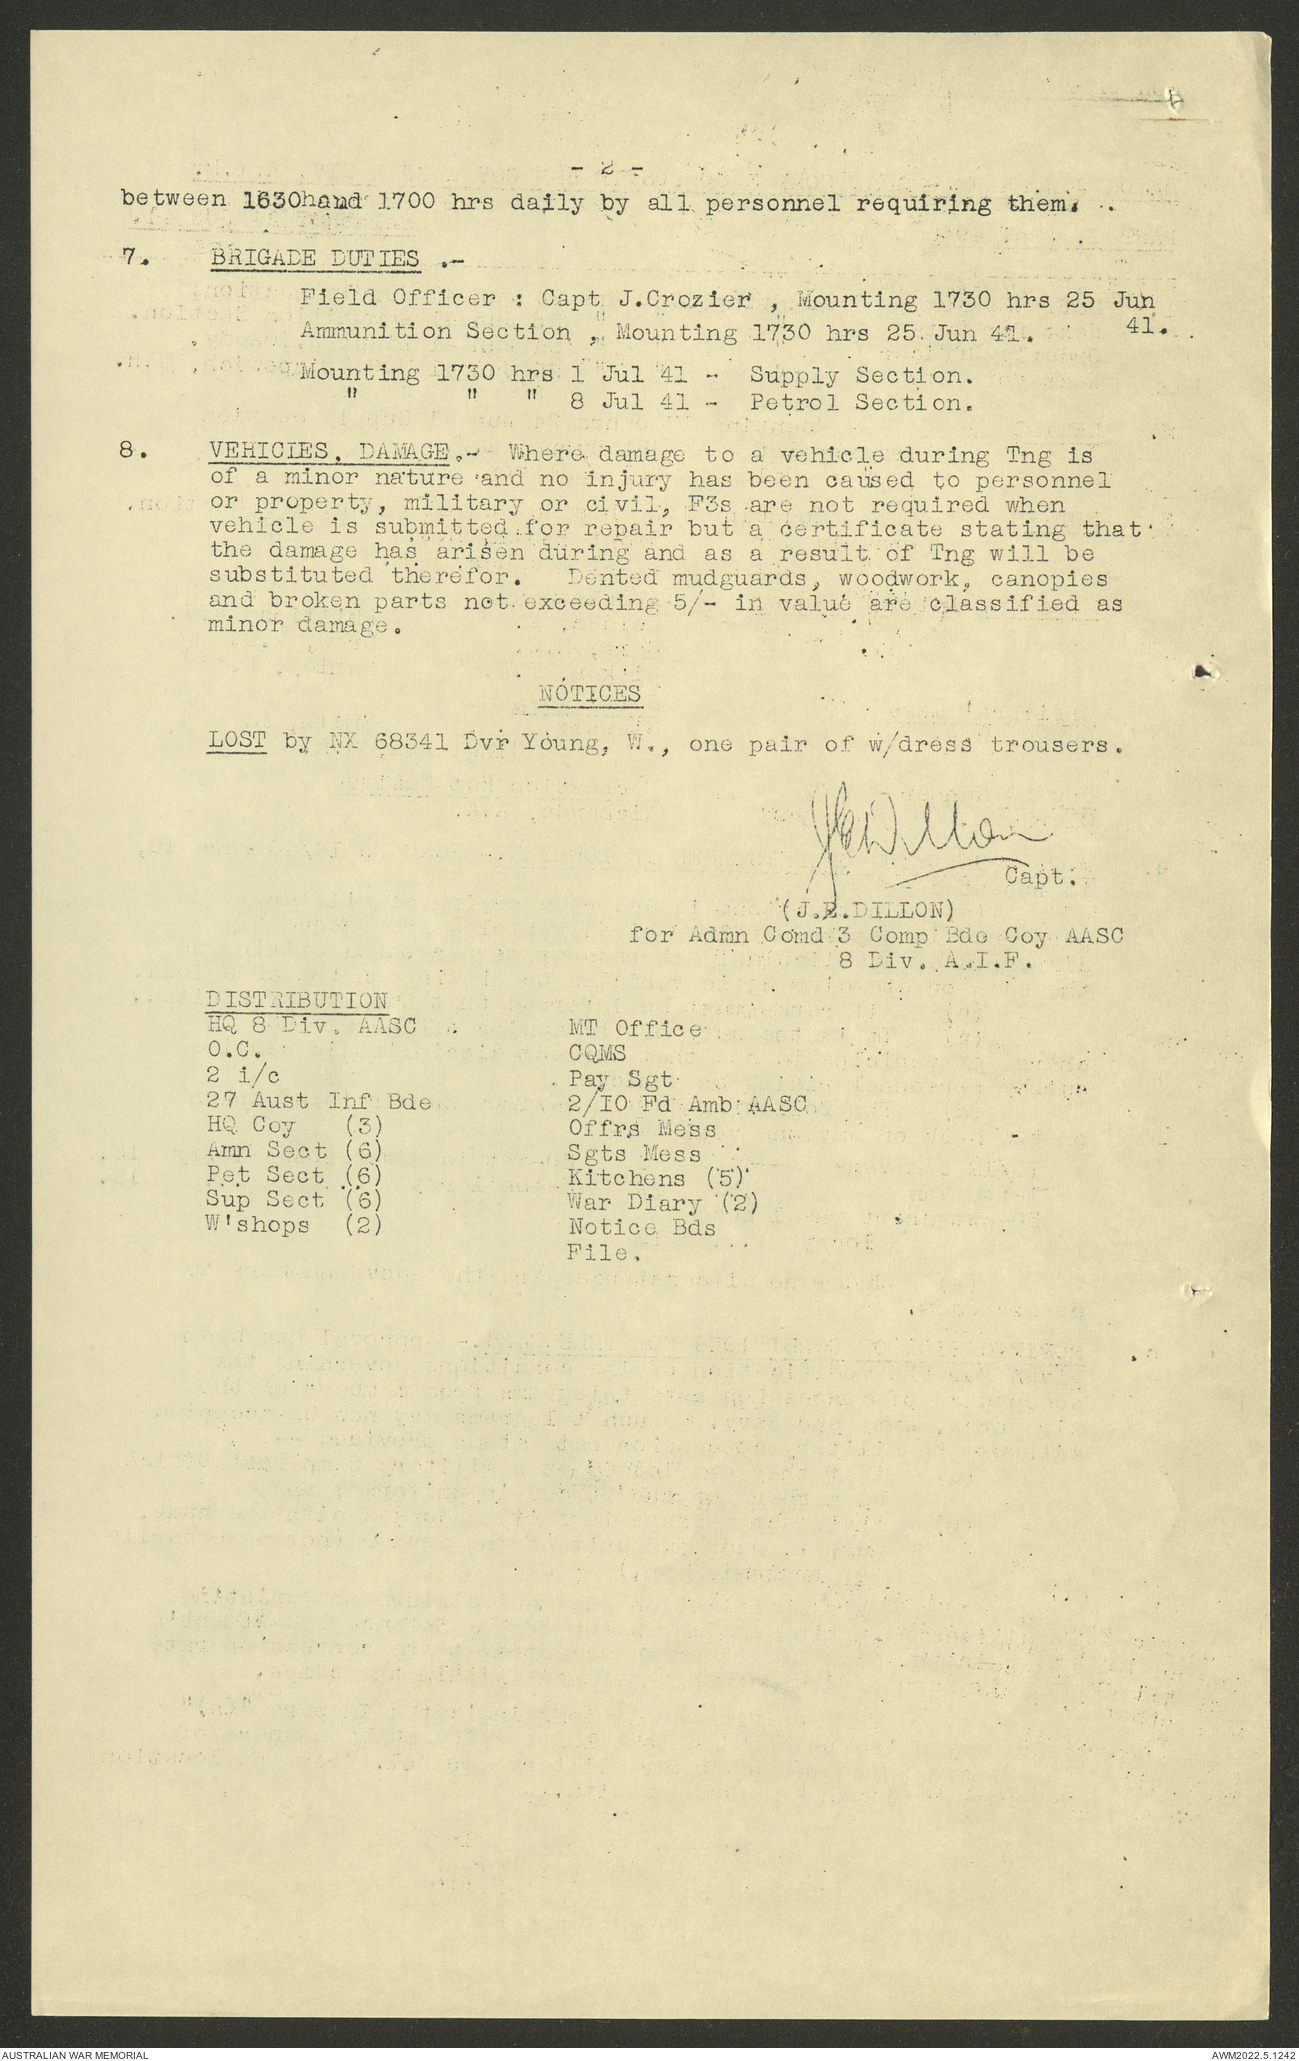 - 2 -
between 1630hand 1700 hrs daily by all personnel requiring them.
7. BRIGADE DUTIES .-
Field Officer : Capt J.Crozier , Mounting 1730 hrs 25 Jun 41.
Ammunition Section , Mounting 1730 hrs 25 Jun 41.
Mounting 1730 hrs 1 Jul 41 - Supply Section.
" " " 8 Jul 41 - Petrol Section.
8. VEHICLES, DAMAGE.- Where damage to a vehicle during Tng is
of a minor nature and no injury has been caused to personnel
or property, military or civil, F3s are not required when
vehicle is submitted for repair but a certificate stating that
the damage has arisen during and as a result of Tng will be
substituted therefor. Dented mudguards, woodwork, canopies
and broken parts not exceeding 5/- in value are classified as
minor damage.
NOTICES
LOST by NX 68341 Dvr Young, W., one pair of w/dress trousers.
JEDillon
Capt.
(J.E.DILLON)
for Admn Comd 3 Comp Bde Coy AASC
8 Div. A.I.F.
DISTRIBUTION
HQ 8 Div. AASC
O.C.
2 i/c
27 Aust Inf Bde
HQ Coy (3)
Amn Sect (6)
Pet Sect (6)
Sup Sect (6)
W'shops (2)
MT Office
CQMS
Pay Sgt
2/10 Fd Amb AASC
Offrs Mess
Sgts Mess
Kitchens (5)
War Diary (2)
Notice Bds
File.
AUSTRALIAN WAR MEMORIAL
AWM2022.5.1242